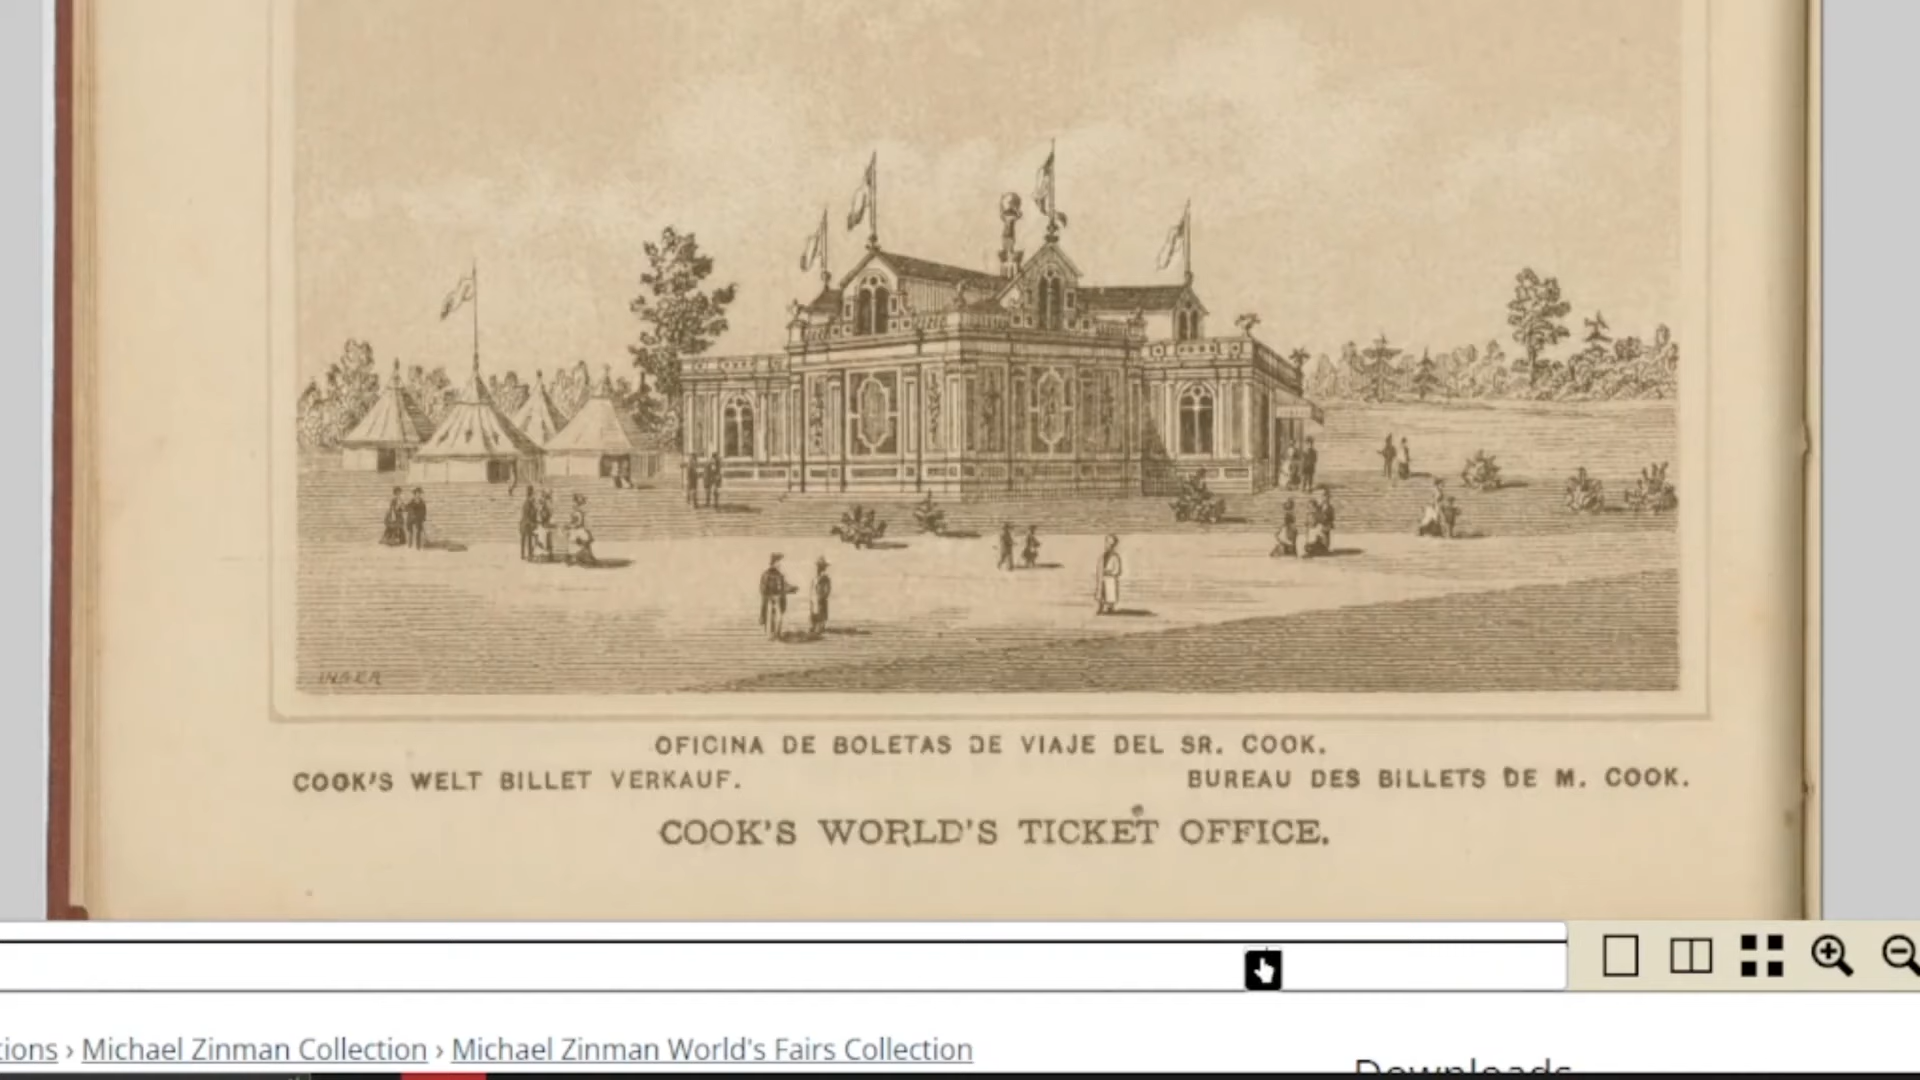 INGER
OFICINA DE BOLETAS DE VIAJE DEL SR. COOK.
COOK'S WELT BILLET VERKAUF.
BUREAU DES BILLETS DE M. COOK.
COOK'S WORLD'S TICKET OFFICE.
tions › Michael Zinman Collection › Michael Zinman World's Fairs Collection
Downloads